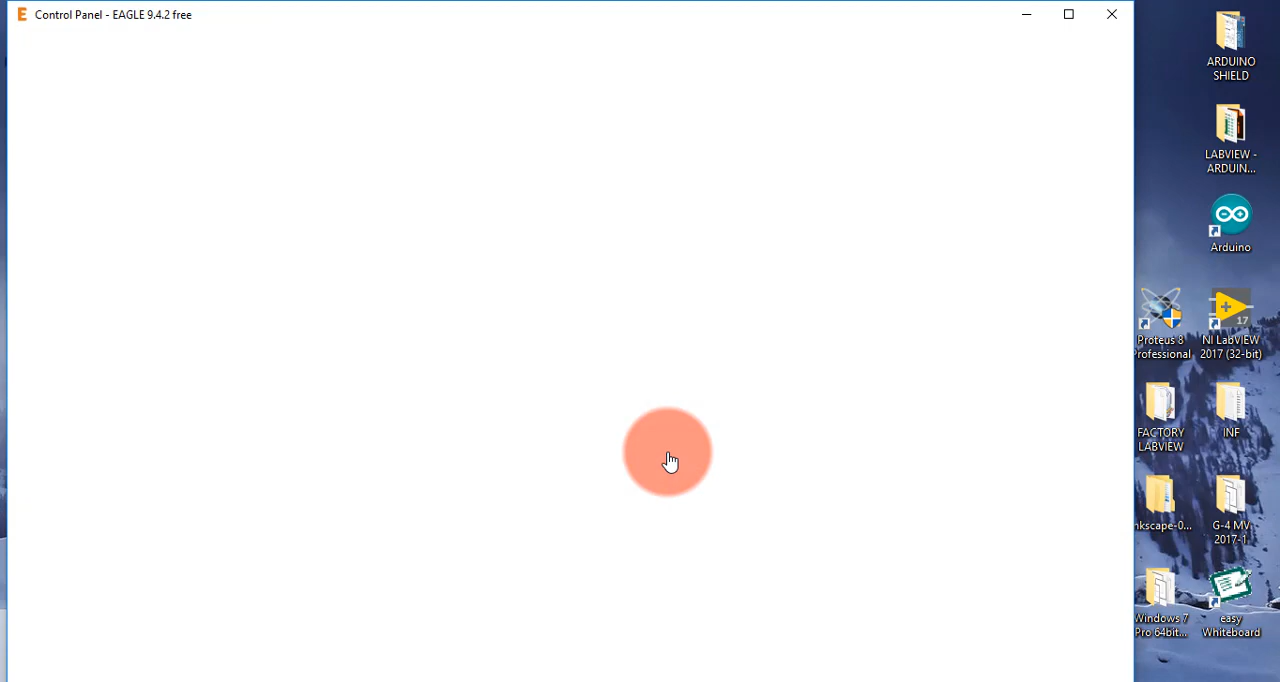 Control Panel - EAGLE 9.4.2 free
ARDUINO
SHIELD
LABVIEW -
ARDUIN...
Arduino
Proteus 8
Professional
17
NI LabVIEW
2017 (32-bit)
FACTORY
LABVIEW
INF
nkscape-0...
G-4 MV
2017-1
Windows 7
Pro 64bit...
easy
Whiteboard